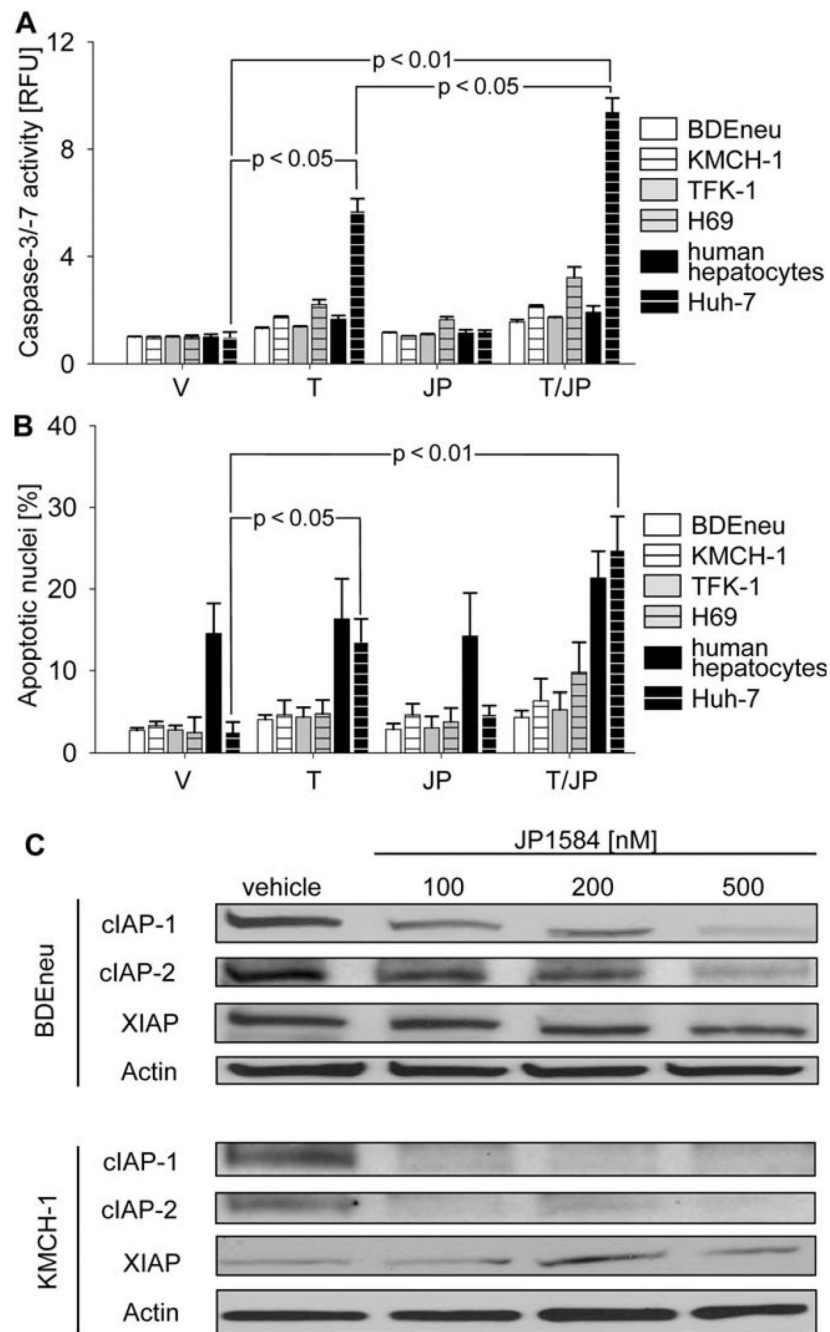 A
12
p < 0.01
p < 0.05
p < 0.05
8
4
0
Caspase-3/-7 activity [RFU]
V T JP T/JP
BDEneu
KMCH-1
TFK-1
H69
human
hepatocytes
Huh-7
B
40
p < 0.01
p < 0.05
30
20
10
0
Apoptotic nuclei [%]
V T JP T/JP
BDEneu
KMCH-1
TFK-1
H69
human
hepatocytes
Huh-7
C
JP1584 [nM]
vehicle 100 200 500
BDEneu
cIAP-1
cIAP-2
XIAP
Actin
KMCH-1
cIAP-1
cIAP-2
XIAP
Actin